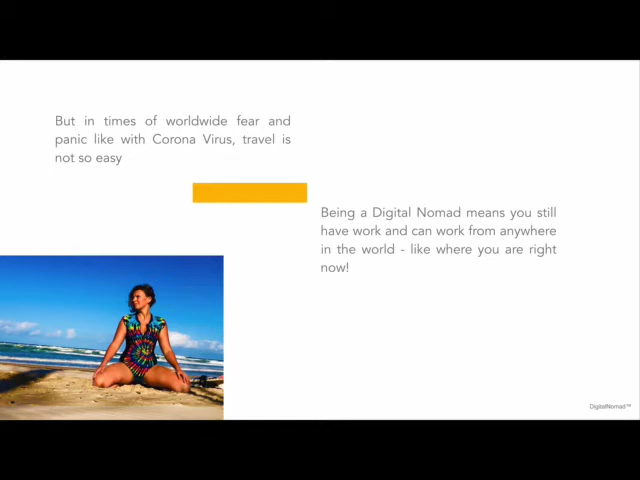 But in times of worldwide fear and
panic like with Corona Virus, travel is
not so easy
Being a Digital Nomad means you still
have work and can work from anywhere
in the world - like where you are right
now!
DigitalNomad™